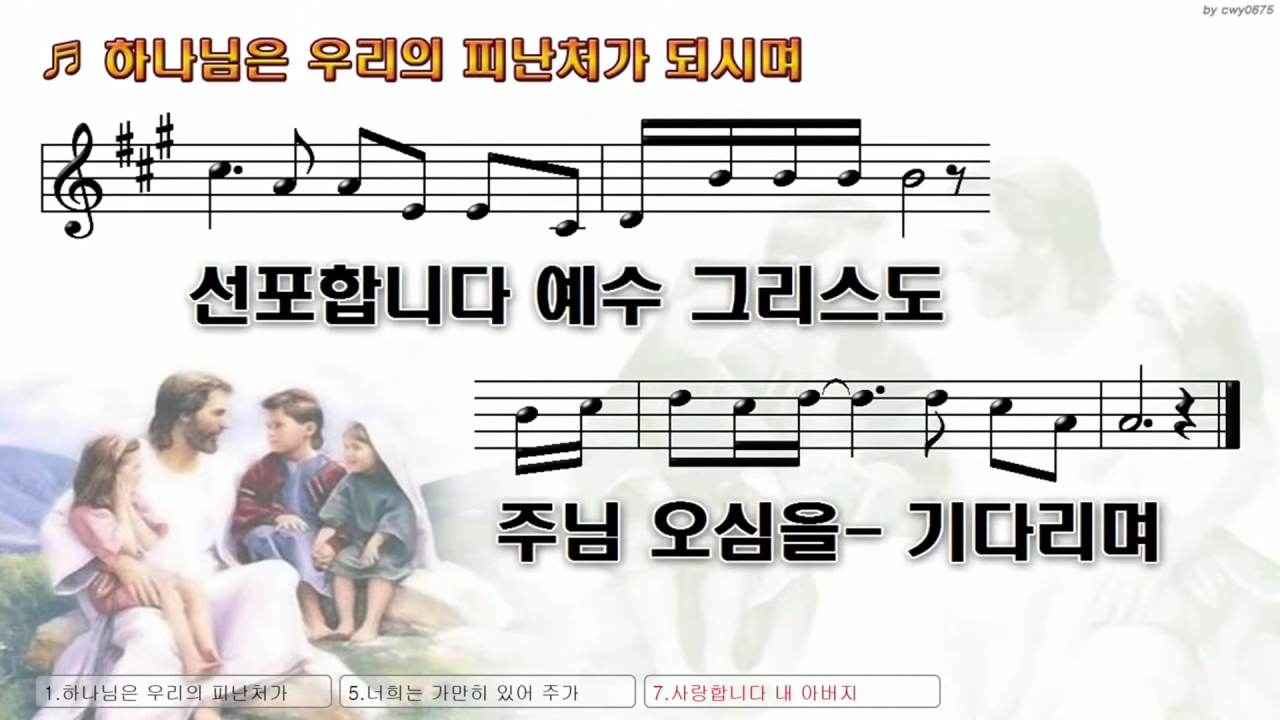 by cwy0675
♬ 하나님은 우리의 피난처가 되시며
선포합니다 예수 그리스도
주님 오심을- 기다리며
1.하나님은 우리의 피난처가
5.너희는 가만히 있어 주가
7.사랑합니다 내 아버지